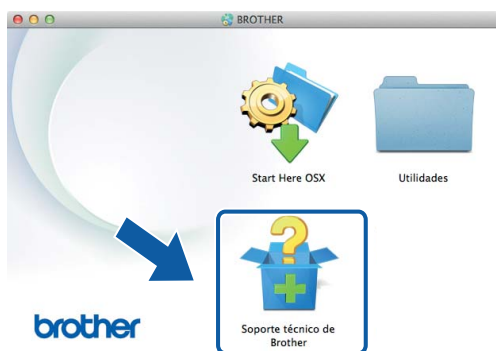 BROTHER
Start Here OSX
Utilidades
brother
Soporte técnico de
Brother